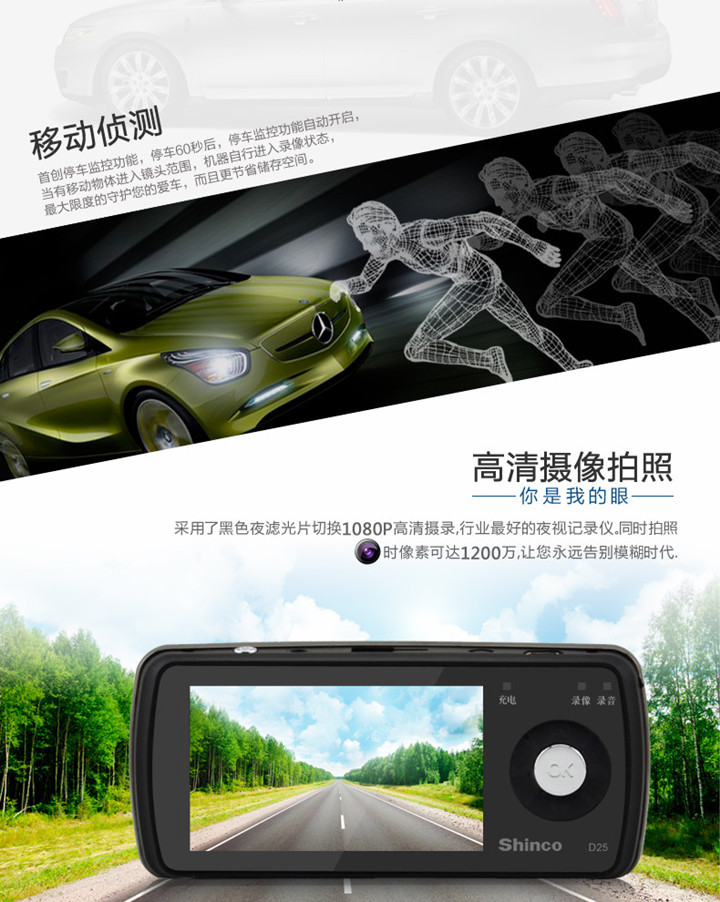 移动侦测
首创停车监控功能，停车60秒后，停车监控功能自动开启，
当有移动物体进入镜头范围，机器自行进入录像状态，
最大限度的守护您的爱车，而且更节省储存空间。
高清摄像拍照
你是我的眼
采用了黑色夜滤光片切换1080P高清摄录,行业最好的夜视记录仪。同时拍照
时像素可达1200万,让您永远告别模糊时代.
充电 录像 录音
OK
Shinco D25